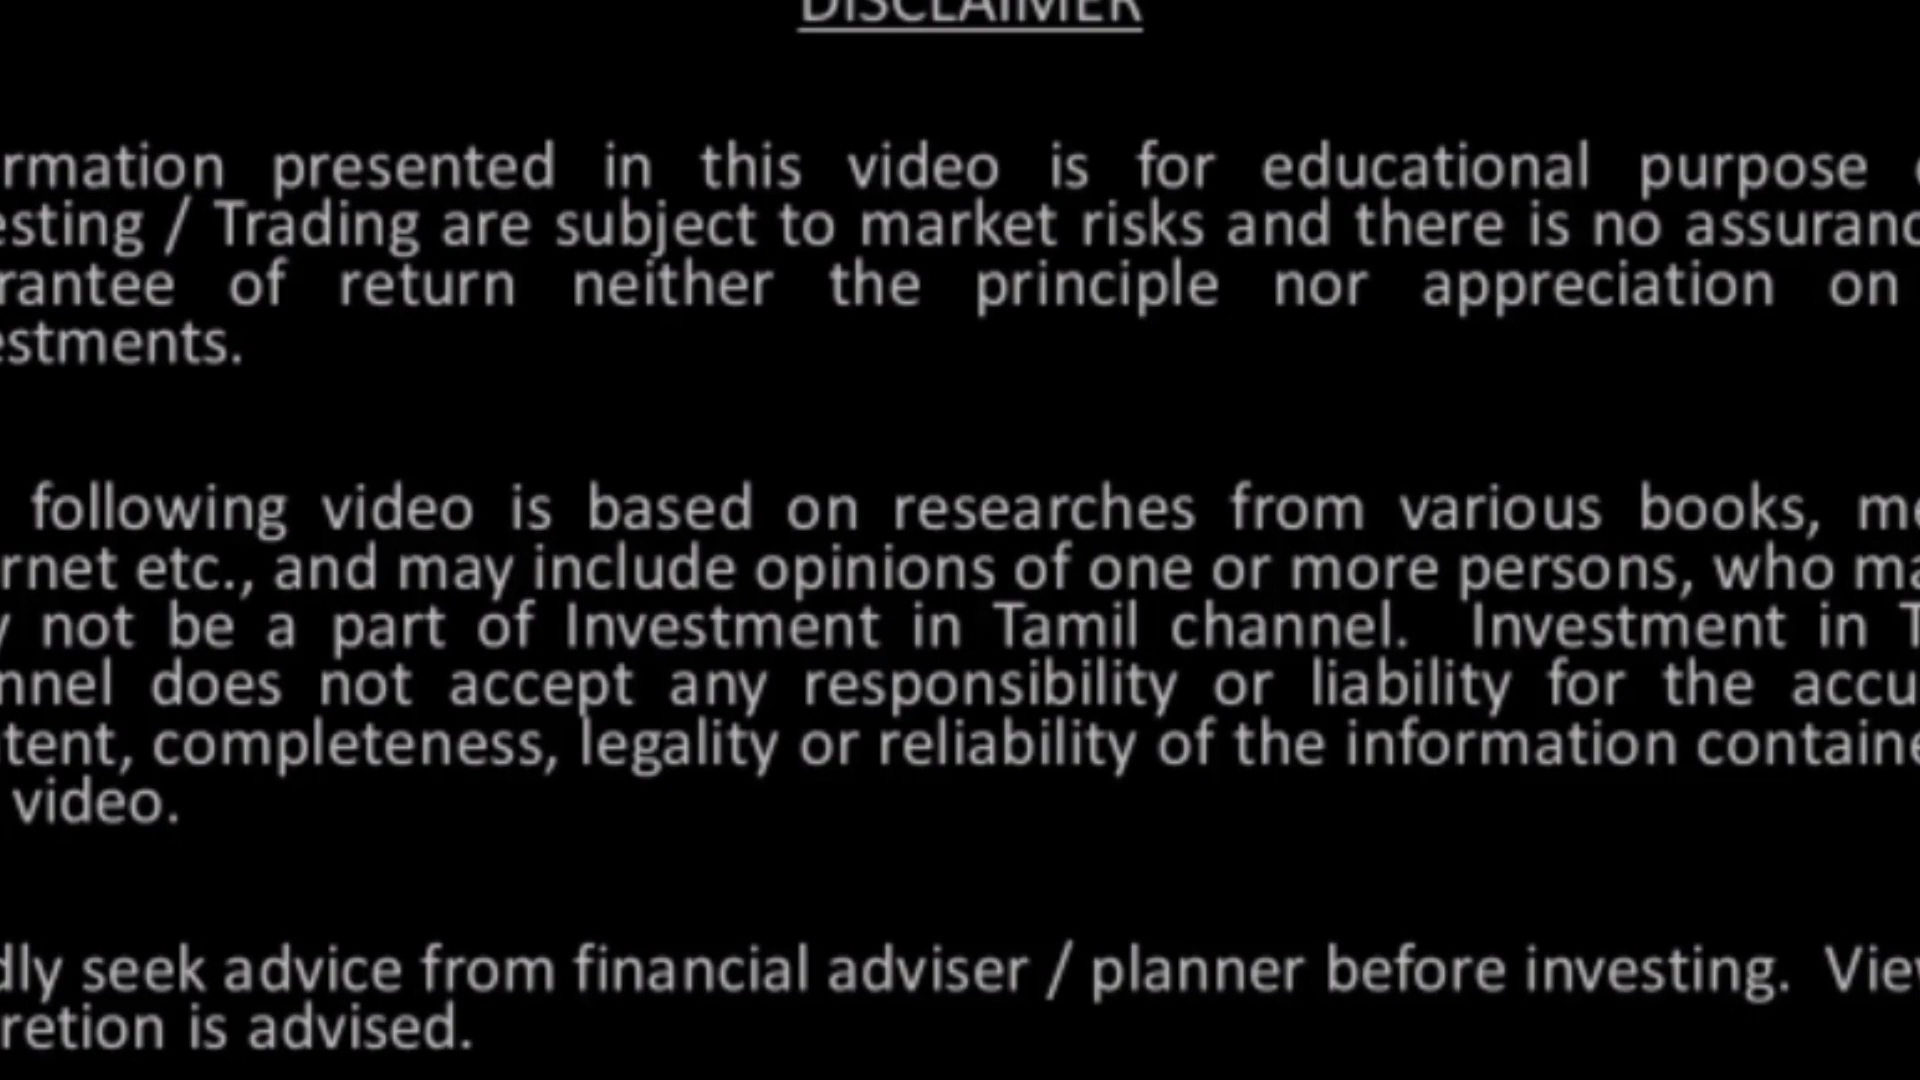 DISCLAIMER
rmation presented in this video is for educational purpose
esting / Trading are subject to market risks and there is no assuranc
rantee of return neither the principle nor appreciation on
estments.
following video is based on researches from various books, me
rnet etc., and may include opinions of one or more persons, who ma
y not be a part of Investment in Tamil channel. Investment in T
nnel does not accept any responsibility or liability for the accu
tent, completeness, legality or reliability of the information containe
video.
dly seek advice from financial adviser / planner before investing. View
retion is advised.